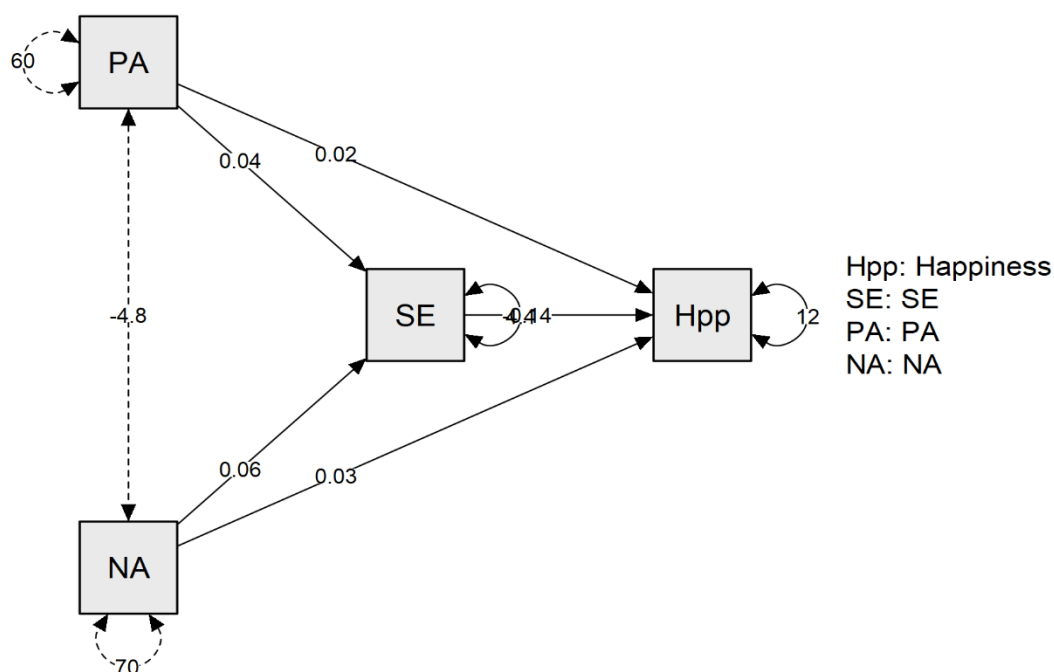 PA
60
0.04
0.02
-4.8
SE
Hpp
12
Hpp: Happiness
SE: SE
PA: PA
NA: NA
0.06
0.03
NA
70